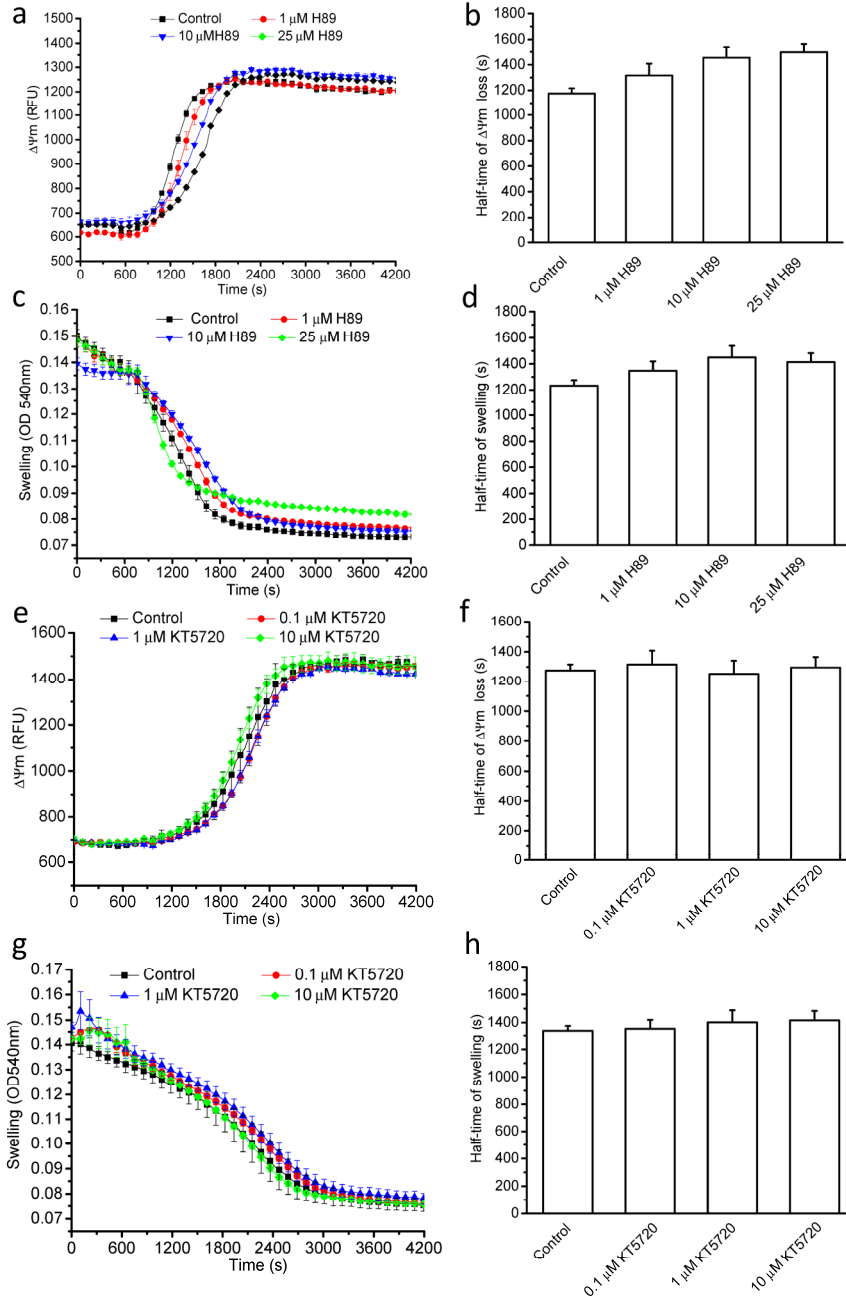 a
Control
1 μM H89
10 μMH89
25 μM H89
1500
1400
1300
1200
1100
1000
900
800
700
600
500
ΔΨm (RFU)
0 600 1200 1800 2400 3000 3600 4200
Time (s)
b
1800
1600
1400
1200
1000
800
600
400
200
0
Half-time of ΔΨm loss (s)
Control
1 μM H89
10 μM H89
25 μM H89
c
Control
1 μM H89
10 μM H89
25 μM H89
0.16
0.15
0.14
0.13
0.12
0.11
0.10
0.09
0.08
0.07
Swelling (OD 540nm)
0 600 1200 1800 2400 3000 3600 4200
Time (s)
d
1800
1600
1400
1200
1000
800
600
400
200
0
Half-time of swelling (s)
Control
1 μM H89
10 μM H89
25 μM H89
e
Control
0.1 μM KT5720
1 μM KT5720
10 μM KT5720
1600
1400
1200
1000
800
600
ΔΨm (RFU)
0 600 1200 1800 2400 3000 3600 4200
Time (s)
f
1600
1400
1200
1000
800
600
400
200
0
Half-time of ΔΨm loss (s)
Control
0.1 μM KT5720
1 μM KT5720
10 μM KT5720
g
Control
0.1 μM KT5720
1 μM KT5720
10 μM KT5720
0.17
0.16
0.15
0.14
0.13
0.12
0.11
0.10
0.09
0.08
0.07
Swelling (OD540nm)
0 600 1200 1800 2400 3000 3600 4200
Time (s)
h
1800
1600
1400
1200
1000
800
600
400
200
0
Half-time of swelling (s)
Control
0.1 μM KT5720
1 μM KT5720
10 μM KT5720